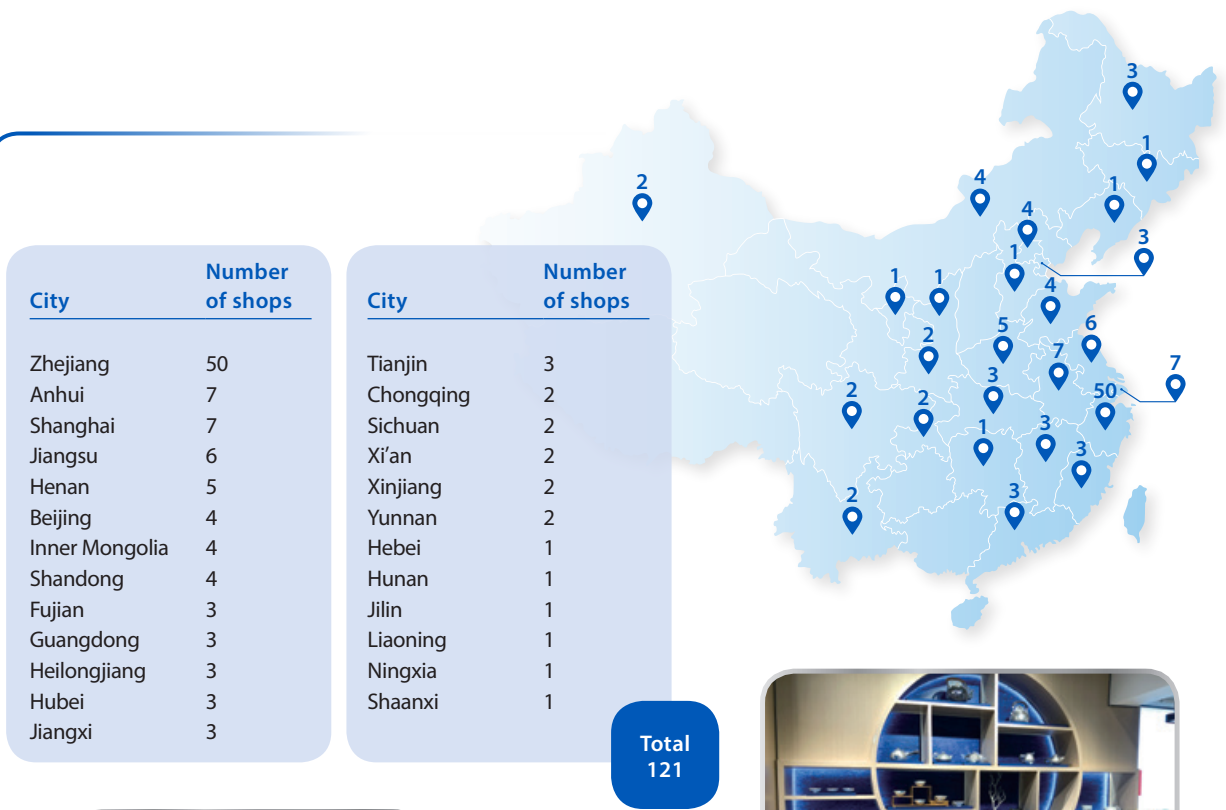 City Number of shops
Zhejiang 50
Anhui 7
Shanghai 7
Jiangsu 6
Henan 5
Beijing 4
Inner Mongolia 4
Shandong 4
Fujian 3
Guangdong 3
Heilongjiang 3
Hubei 3
Jiangxi 3
City Number of shops
Tianjin 3
Chongqing 2
Sichuan 2
Xi’an 2
Xinjiang 2
Yunnan 2
Hebei 1
Hunan 1
Jilin 1
Liaoning 1
Ningxia 1
Shaanxi 1
Total
121
3
1
2
4
1
4
3
1
1
1
4
5
6
2
7
7
3
50
2
2
1
3
3
2
3